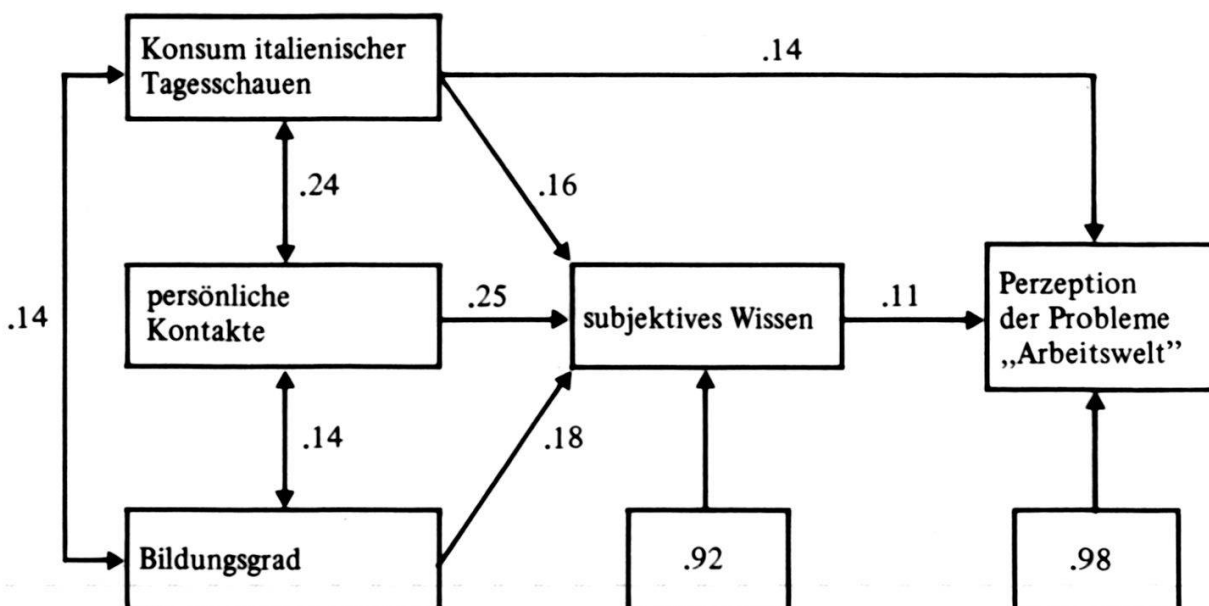 Konsum italienischer
Tagesschauen
.14
.24
.16
.14
persönliche
Kontakte
.25
subjektives Wissen
.11
Perzeption
der Probleme
„Arbeitswelt”
.14
.18
Bildungsgrad
.92
.98